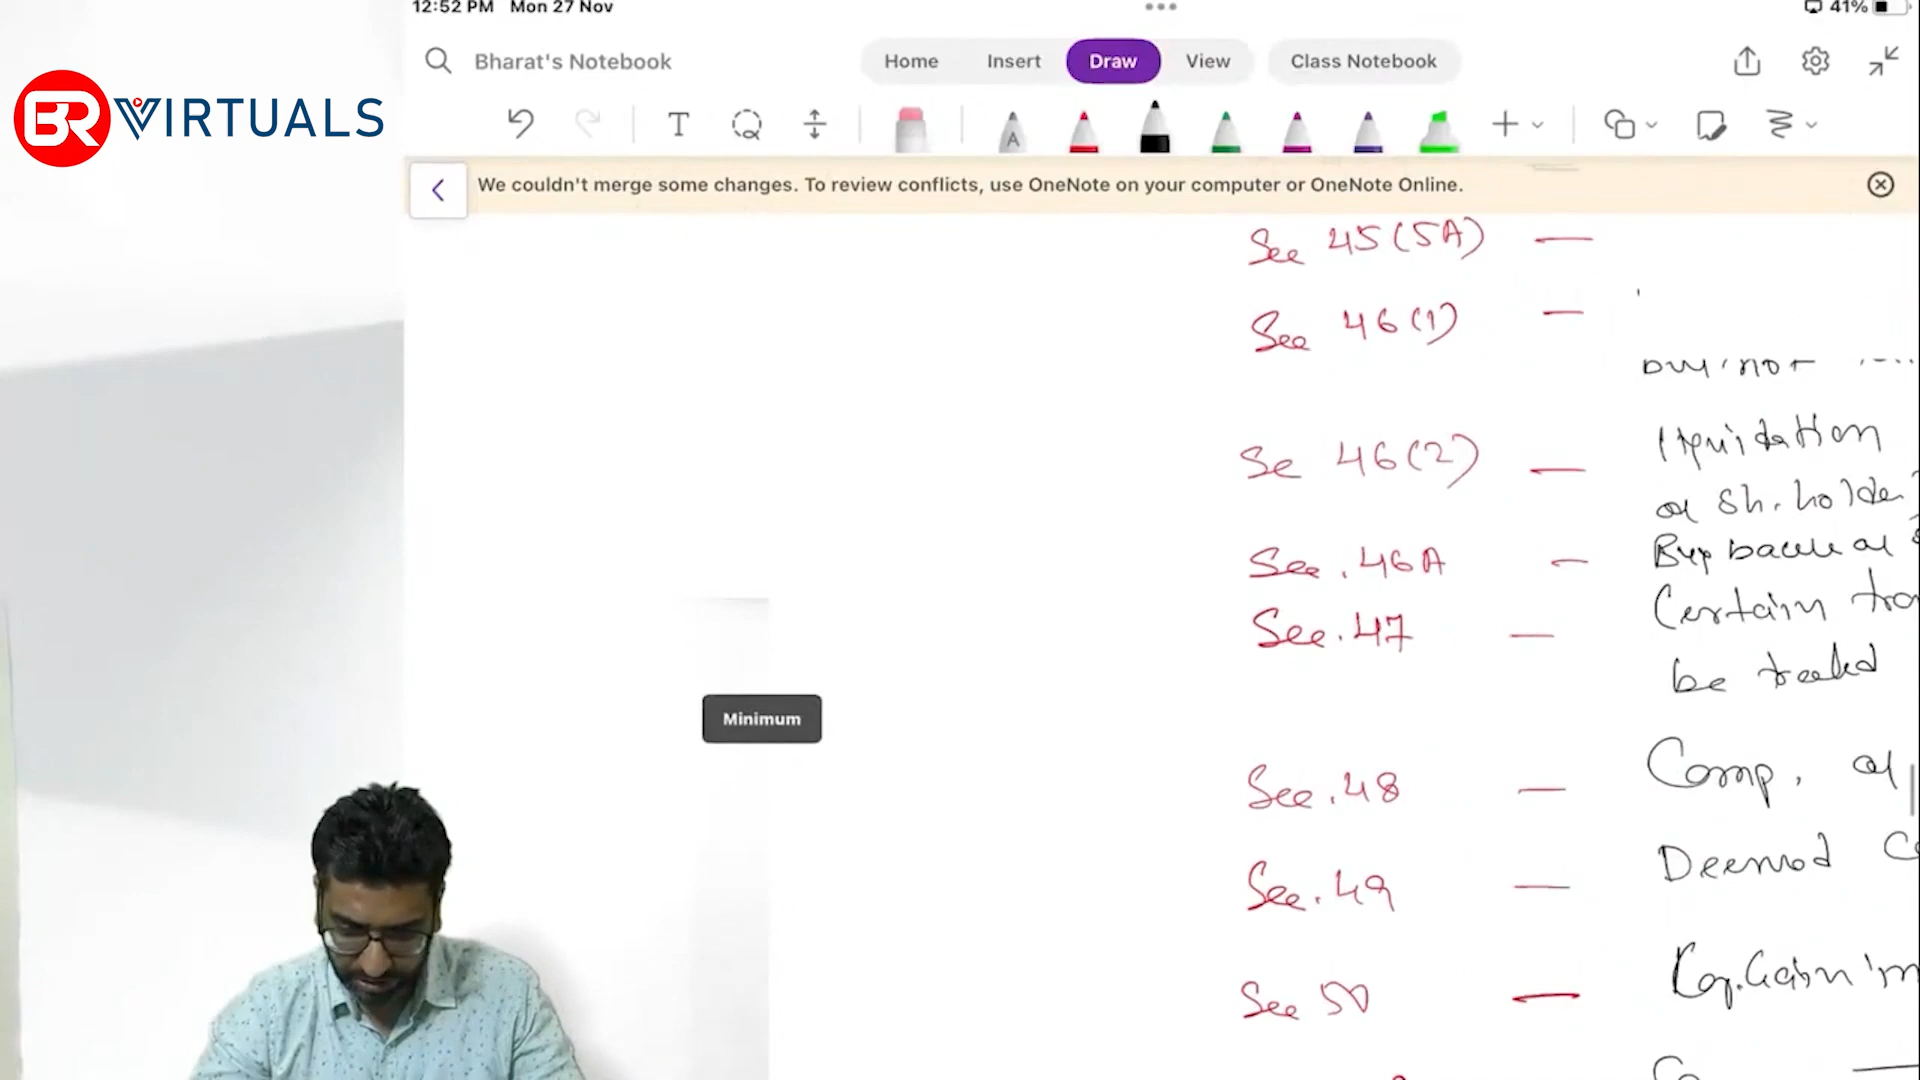 12:52 PM Mon 27 Nov
41%
BR VIRTUALS
Bharat's Notebook
Home Insert Draw View Class Notebook
T
A
We couldn't merge some changes. To review conflicts, use OneNote on your computer or OneNote Online.
Sec 45(5A) —
Sec 46(1) —
Sec 46(2) — liquidation
of Sh. holder
Sec. 46A — Buy back of
Sec. 47 — Certain tra
be treated
Minimum
Sec. 48 — Comp. of
Sec. 49 — Deemed C
Sec 50 — Cap. Gain in